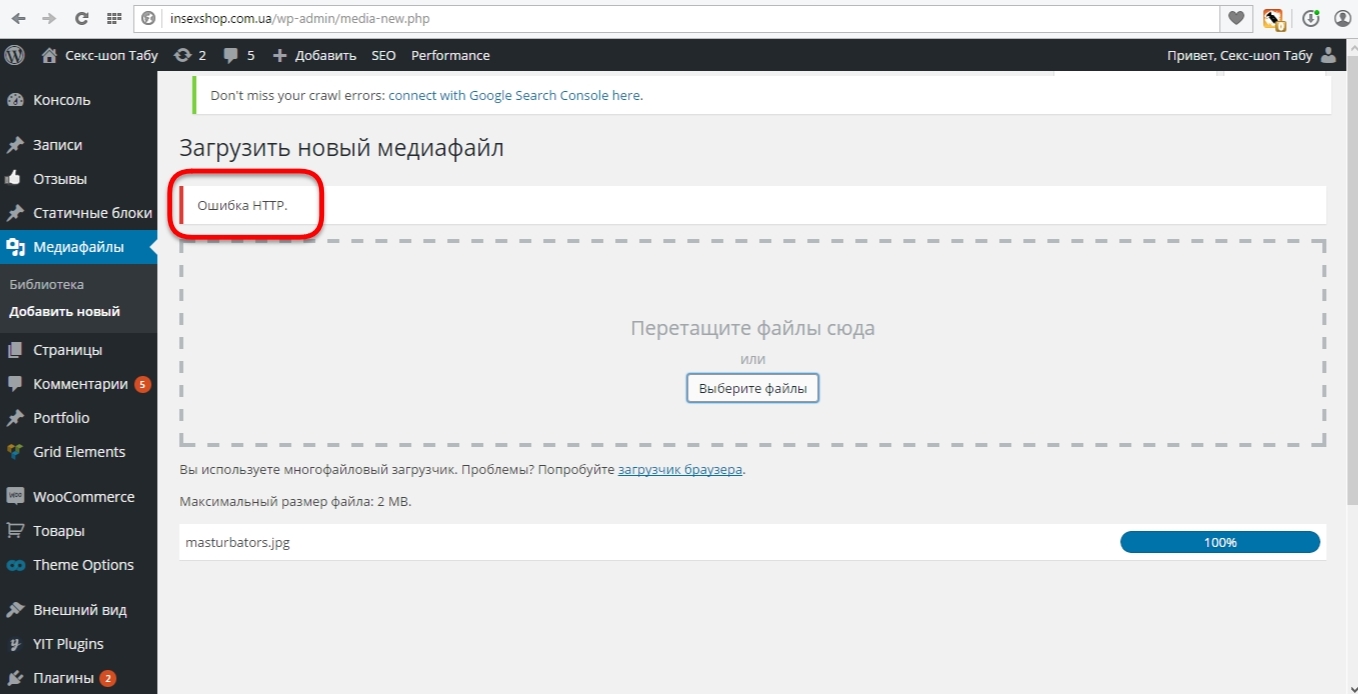 insexshop.com.ua/wp-admin/media-new.php
Секс-шоп Табу 2 5 Добавить SEO Performance Привет, Секс-шоп Табу
Консоль
Записи
Отзывы
Статичные блоки
Медиафайлы
Библиотека
Добавить новый
Страницы
Комментарии 5
Portfolio
Grid Elements
WooCommerce
Товары
Theme Options
Внешний вид
YIT Plugins
Плагины 2
Don't miss your crawl errors: connect with Google Search Console here.
Загрузить новый медиафайл
Ошибка HTTP.
Перетащите файлы сюда
или
Выберите файлы
Вы используете многофайловый загрузчик. Проблемы? Попробуйте загрузчик браузера.
Максимальный размер файла: 2 MB.
masturbators.jpg 100%